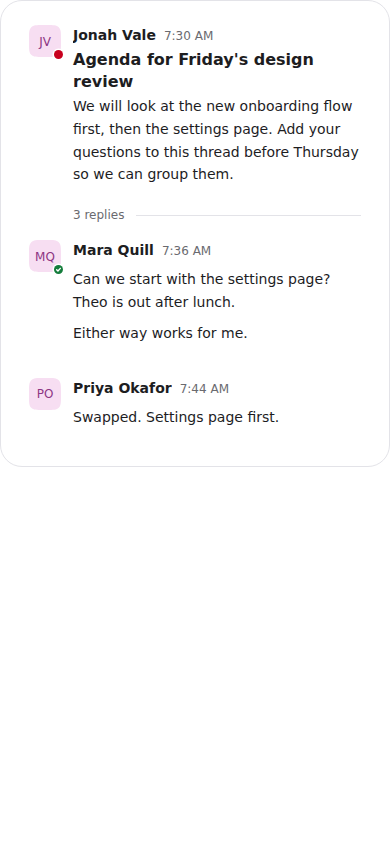 JV
Jonah Vale 7:30 AM
Agenda for Friday's design
review
We will look at the new onboarding flow
first, then the settings page. Add your
questions to this thread before Thursday
so we can group them.
3 replies
MQ
Mara Quill 7:36 AM
Can we start with the settings page?
Theo is out after lunch.
Either way works for me.
PO
Priya Okafor 7:44 AM
Swapped. Settings page first.